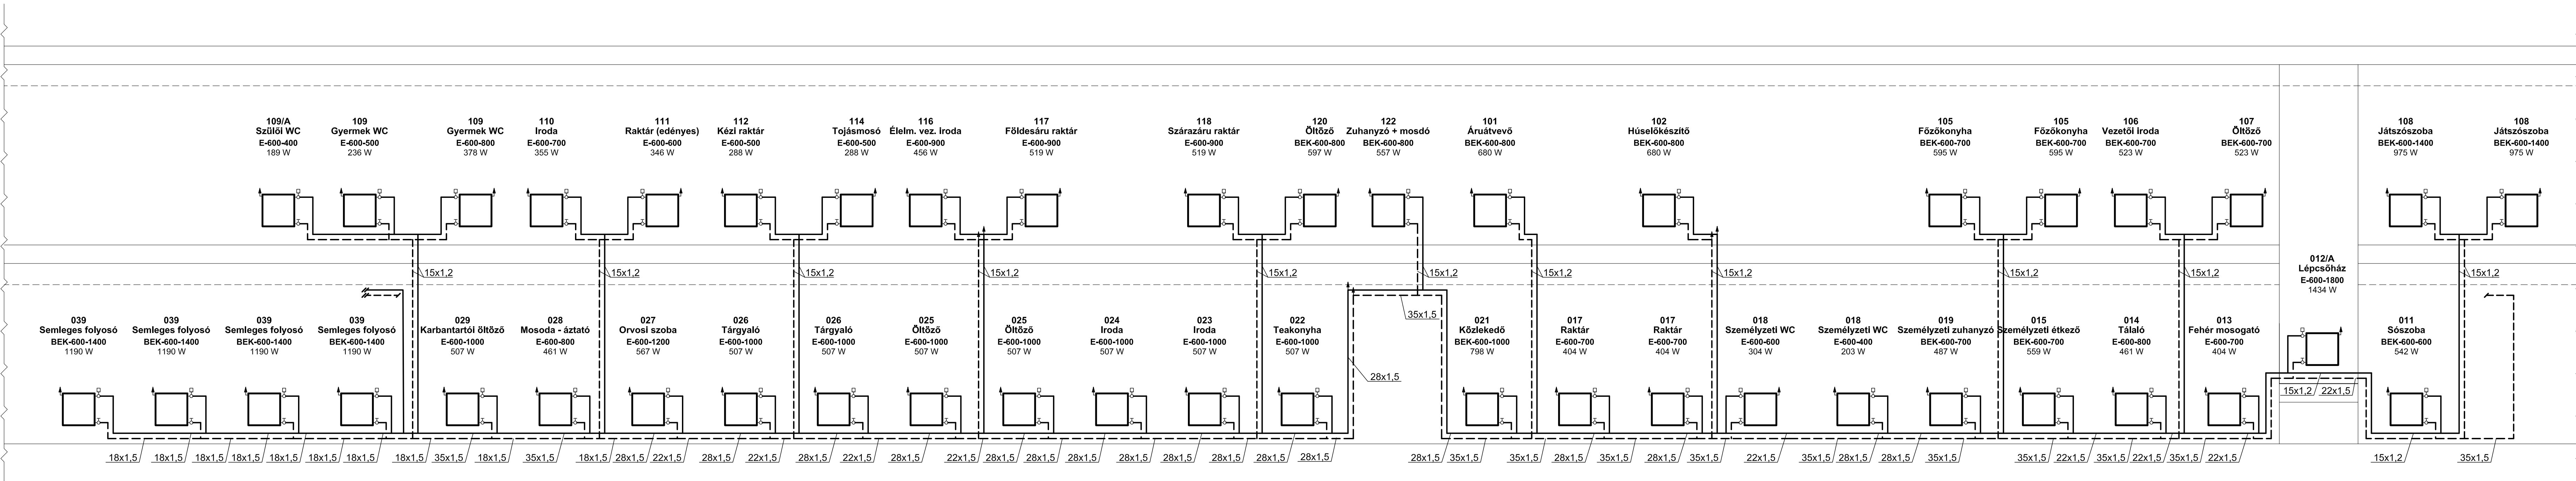 109/A
Szülői WC
E-600-400
189 W
109
Gyermek WC
E-600-500
236 W
109
Gyermek WC
E-600-800
378 W
110
Iroda
E-600-700
355 W
111
Raktár (edényes)
E-600-600
346 W
112
Kézi raktár
E-600-500
288 W
114
Tojásmosó
E-600-500
288 W
116
Élelm. vez. iroda
E-600-900
456 W
117
Földesáru raktár
E-600-900
519 W
118
Szárazáru raktár
E-600-900
519 W
120
Öltöző
BEK-600-800
597 W
122
Zuhanyzó + mosdó
BEK-600-800
557 W
101
Áruátvevő
BEK-600-800
680 W
102
Húselőkészítő
BEK-600-800
680 W
105
Főzőkonyha
BEK-600-700
595 W
105
Főzőkonyha
BEK-600-700
595 W
106
Vezetői iroda
BEK-600-700
523 W
107
Öltöző
BEK-600-700
523 W
108
Játszószoba
BEK-600-1400
975 W
108
Játszószoba
BEK-600-1400
975 W
15x1,2
15x1,2
15x1,2
15x1,2
15x1,2
15x1,2
15x1,2
15x1,2
15x1,2
15x1,2
15x1,2
012/A
Lépcsőház
E-600-1800
1434 W
35x1,5
28x1,5
039
Semleges folyosó
BEK-600-1400
1190 W
039
Semleges folyosó
BEK-600-1400
1190 W
039
Semleges folyosó
BEK-600-1400
1190 W
039
Semleges folyosó
BEK-600-1400
1190 W
029
Karbantartói öltöző
E-600-1000
507 W
028
Mosoda - áztató
E-600-800
461 W
027
Orvosi szoba
E-600-1200
567 W
026
Tárgyaló
E-600-1000
507 W
026
Tárgyaló
E-600-1000
507 W
025
Öltöző
E-600-1000
507 W
025
Öltöző
E-600-1000
507 W
024
Iroda
E-600-1000
507 W
023
Iroda
E-600-1000
507 W
022
Teakonyha
E-600-1000
507 W
021
Közlekedő
BEK-600-1000
798 W
017
Raktár
E-600-700
404 W
017
Raktár
E-600-700
404 W
018
Személyzeti WC
E-600-600
304 W
018
Személyzeti WC
E-600-400
203 W
019
Személyzeti zuhanyzó
BEK-600-700
487 W
015
Személyzeti étkező
BEK-600-700
559 W
014
Tálaló
E-600-800
461 W
013
Fehér mosogató
E-600-700
404 W
011
Sószoba
BEK-600-600
542 W
15x1,2
22x1,5
18x1,5
18x1,5
18x1,5
18x1,5
18x1,5
18x1,5
18x1,5
18x1,5
35x1,5
18x1,5
35x1,5
18x1,5
28x1,5
22x1,5
28x1,5
22x1,5
28x1,5
22x1,5
28x1,5
22x1,5
28x1,5
28x1,5
28x1,5
28x1,5
28x1,5
28x1,5
28x1,5
28x1,5
28x1,5
35x1,5
35x1,5
28x1,5
35x1,5
28x1,5
35x1,5
22x1,5
35x1,5
28x1,5
28x1,5
35x1,5
35x1,5
22x1,5
35x1,5
22x1,5
35x1,5
22x1,5
15x1,2
35x1,5